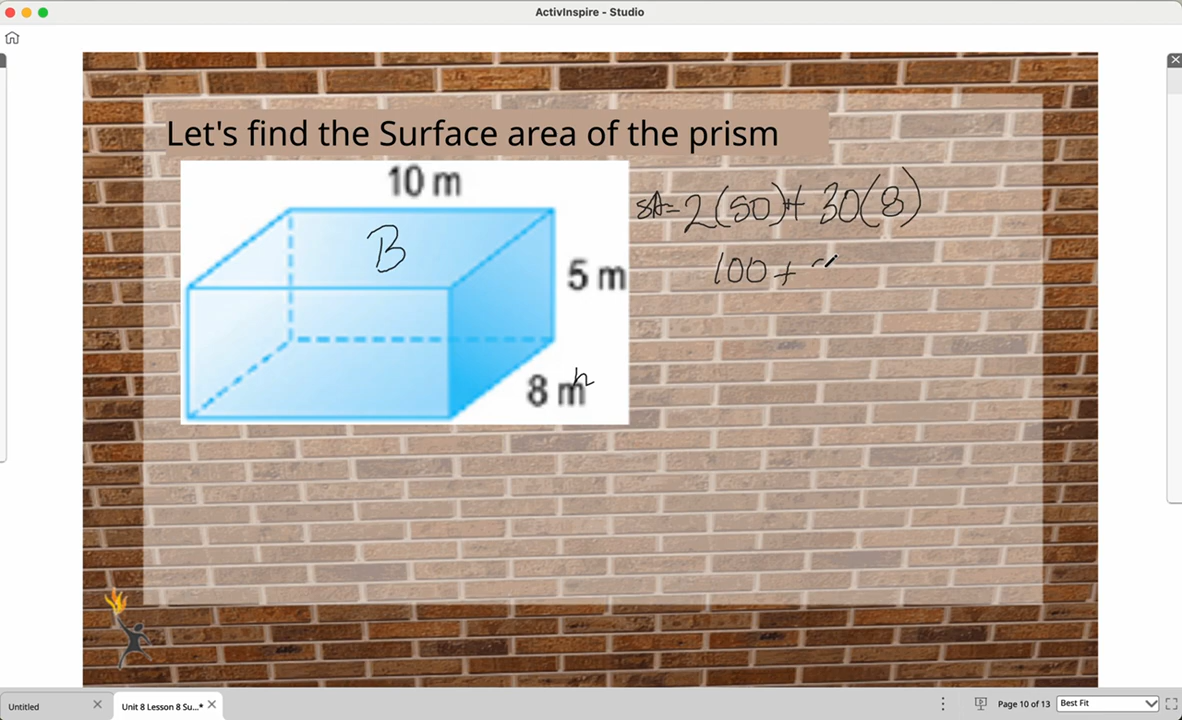 ActivInspire - Studio
Let's find the Surface area of the prism
10 m
B
5 m
8 m
h
SA=2(50)+ 30(8)
100+
Untitled
Unit 8 Lesson 8 Su...*
Page 10 of 13
Best Fit